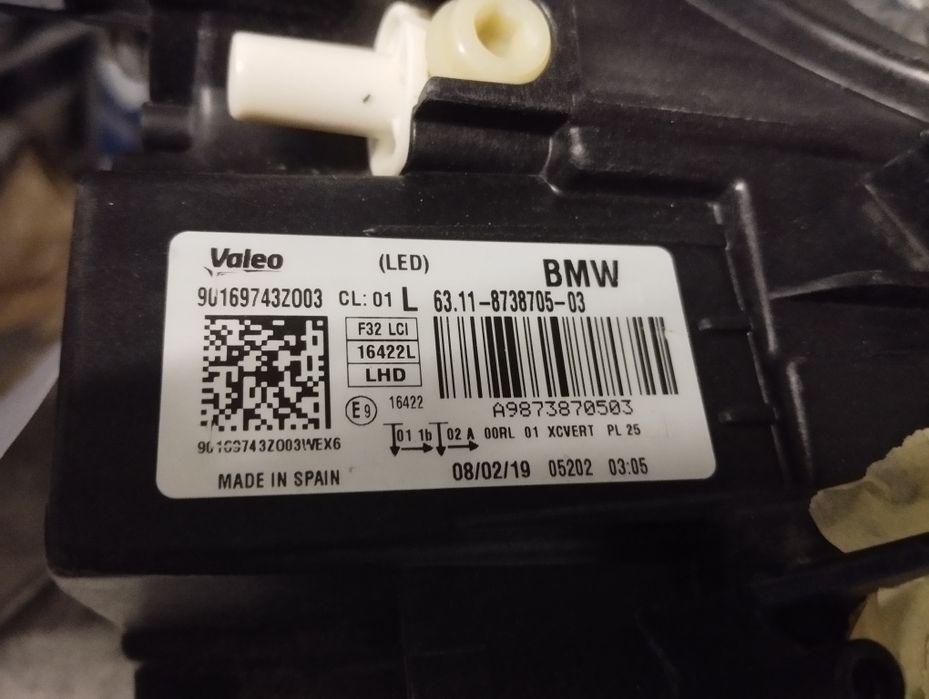 Valeo (LED) BMW
90169743Z003 CL: 01 L 63.11-8738705-03
F32 LCI
16422L
LHD
E9 16422
A9873870503
01 1b 02 A 00RL 01 XCVERT PL 25
90169743Z003WEX6
MADE IN SPAIN 08/02/19 05202 03:05